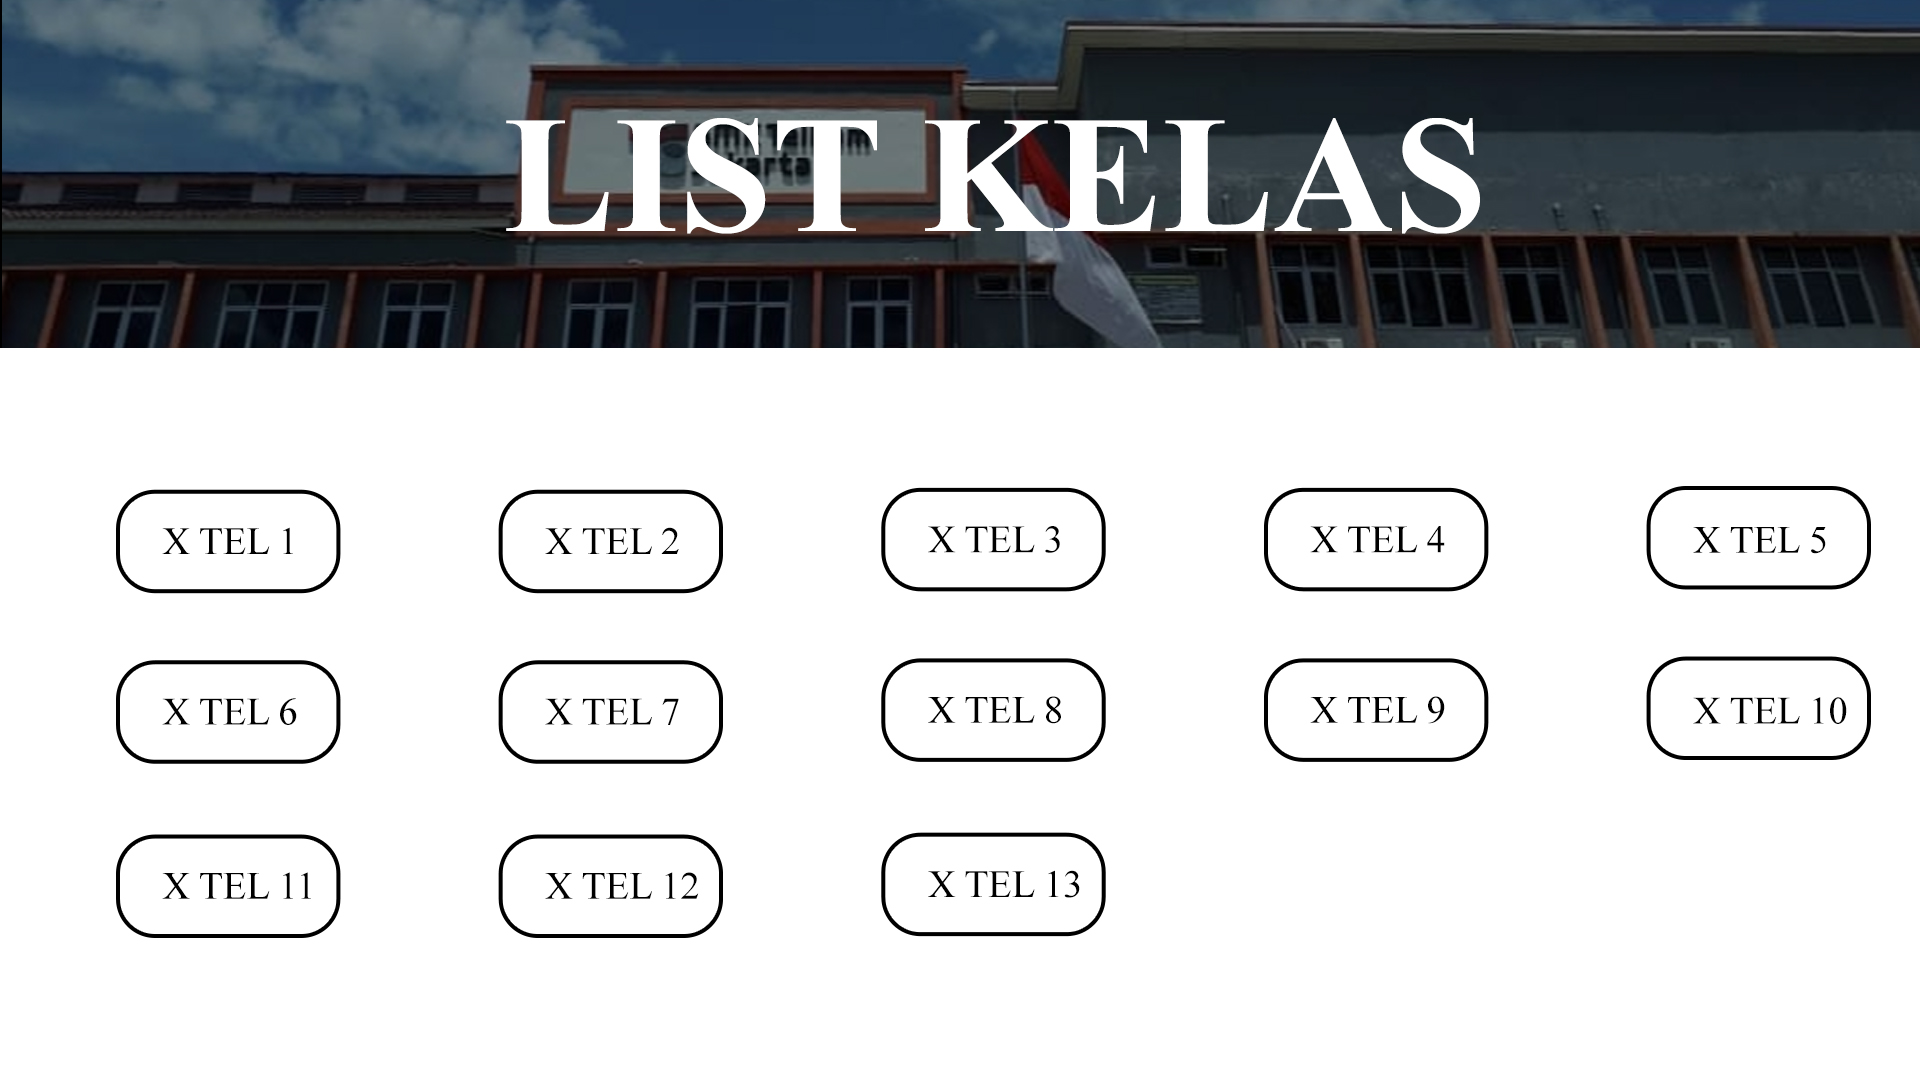 LIST KELAS
X TEL 1
X TEL 2
X TEL 3
X TEL 4
X TEL 5
X TEL 6
X TEL 7
X TEL 8
X TEL 9
X TEL 10
X TEL 11
X TEL 12
X TEL 13